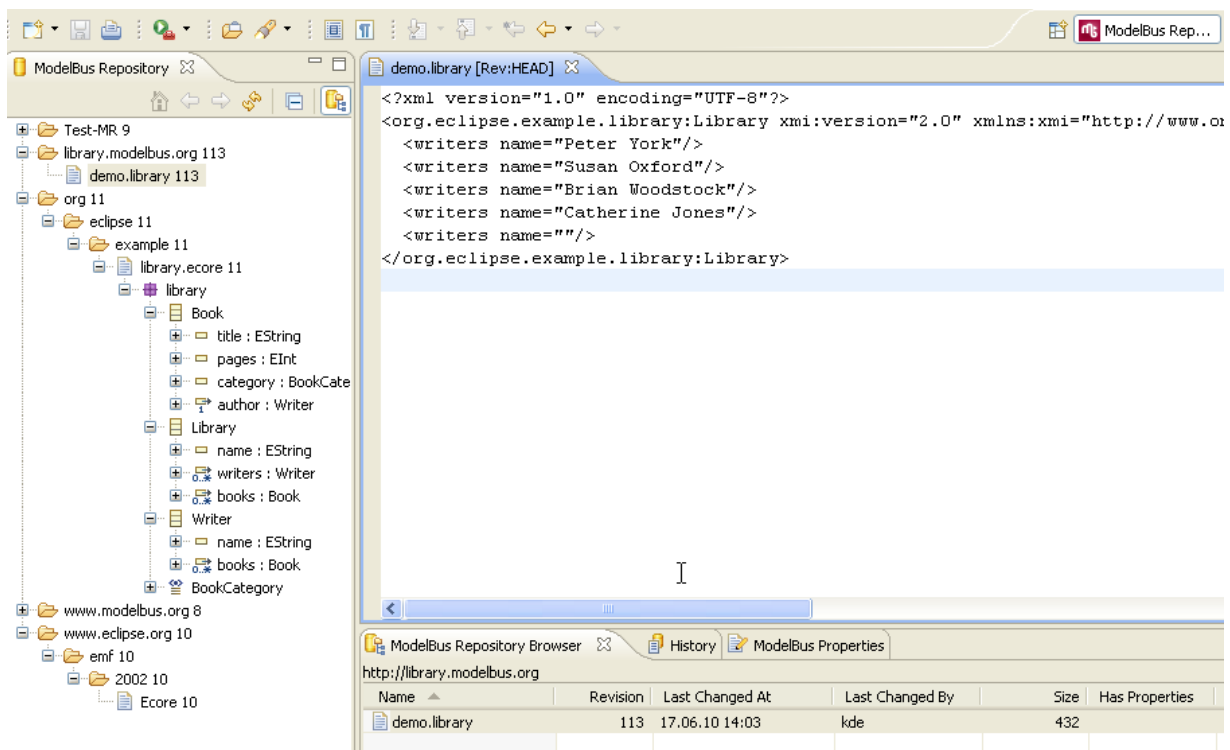 ModelBus Rep...
ModelBus Repository
Test-MR 9
library.modelbus.org 113
demo.library 113
org 11
eclipse 11
example 11
library.ecore 11
library
Book
title : EString
pages : EInt
category : BookCate
author : Writer
Library
name : EString
0..* writers : Writer
0..* books : Book
Writer
name : EString
0..* books : Book
BookCategory
www.modelbus.org 8
www.eclipse.org 10
emf 10
2002 10
Ecore 10
demo.library [Rev:HEAD]
<?xml version="1.0" encoding="UTF-8"?>
<org.eclipse.example.library:Library xmi:version="2.0" xmlns:xmi="http://www.or
<writers name="Peter York"/>
<writers name="Susan Oxford"/>
<writers name="Brian Woodstock"/>
<writers name="Catherine Jones"/>
<writers name=""/>
</org.eclipse.example.library:Library>
ModelBus Repository Browser History ModelBus Properties
http://library.modelbus.org
Name Revision Last Changed At Last Changed By Size Has Properties
demo.library 113 17.06.10 14:03 kde 432